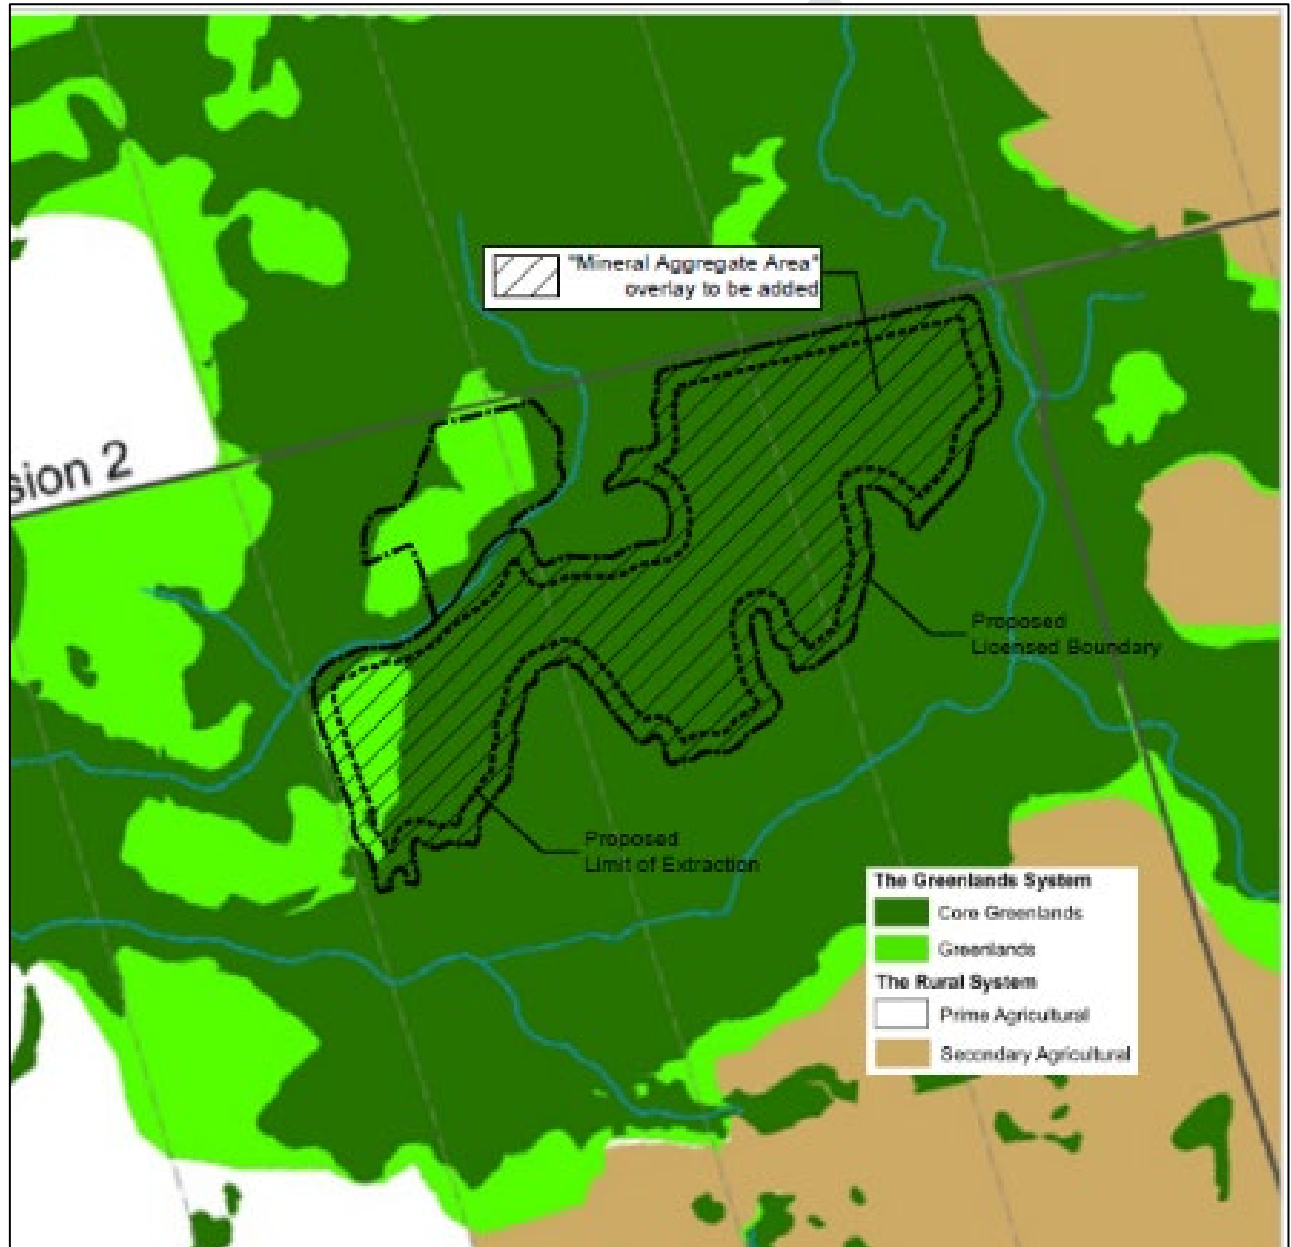 "Mineral Aggregate Area"
overlay to be added
sion 2
Proposed
Licensed Boundary
Proposed
Limit of Extraction
The Greenlands System
Core Greenlands
Greenlands
The Rural System
Prime Agricultural
Secondary Agricultural